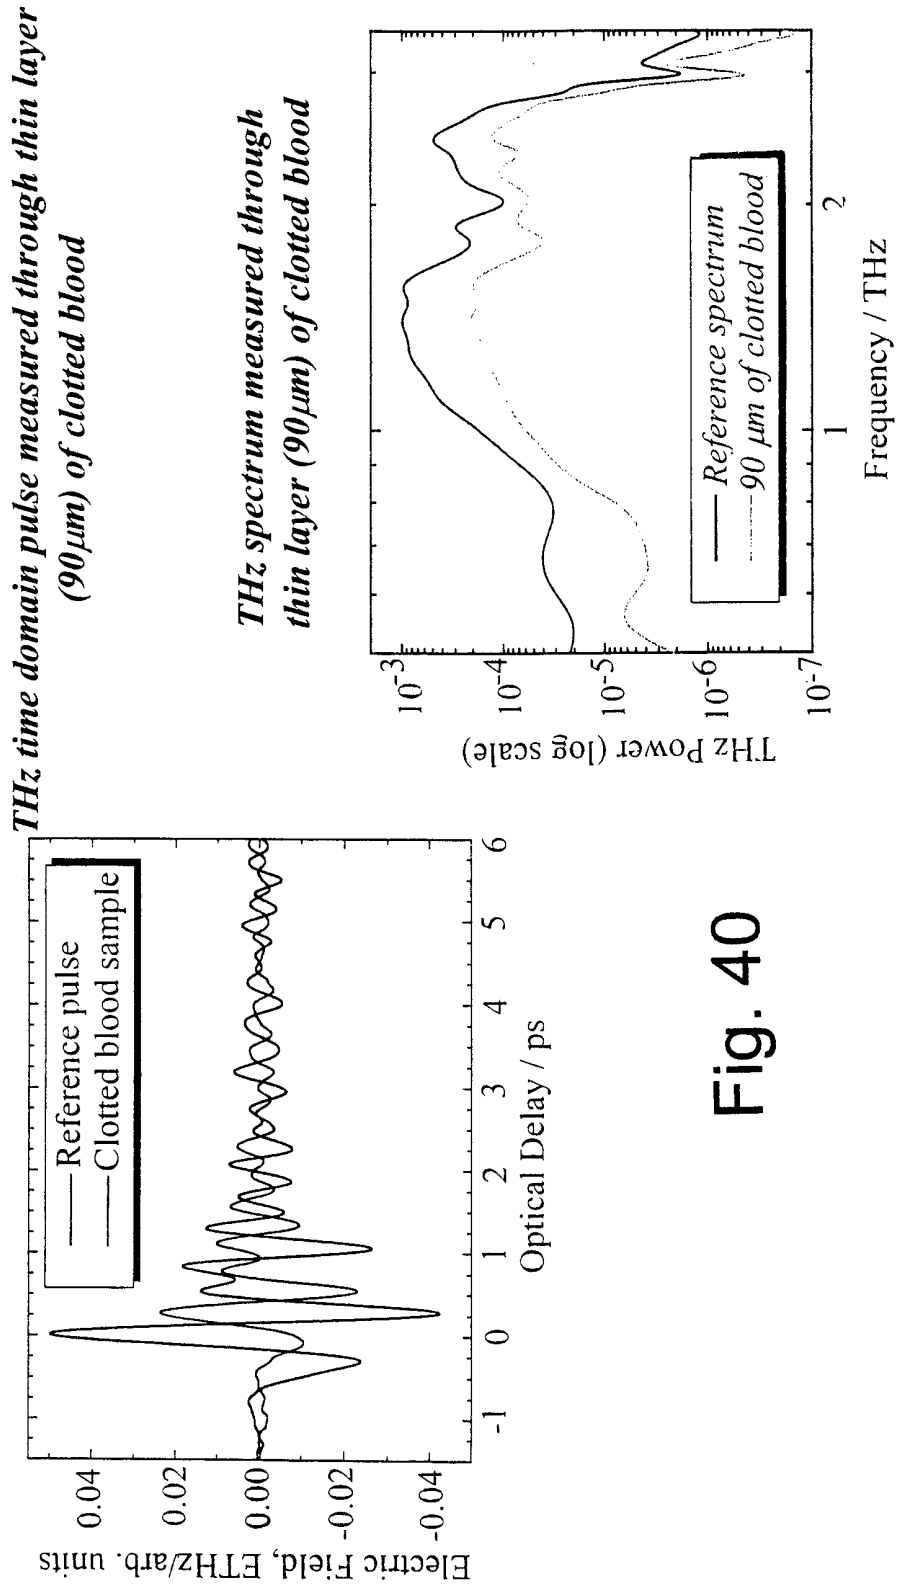 THz time domain pulse measured through thin layer
(90μm) of clotted blood
Reference pulse
Clotted blood sample
0.04
0.02
0.00
-0.02
-0.04
Electric Field, ETHz/arb. units
-1
0
1
2
3
4
5
6
Optical Delay / ps
THz spectrum measured through
thin layer (90μm) of clotted blood
10-3
10-4
10-5
10-6
10-7
THz Power (log scale)
Reference spectrum
90 μm of clotted blood
1
2
Frequency / THz
Fig. 40